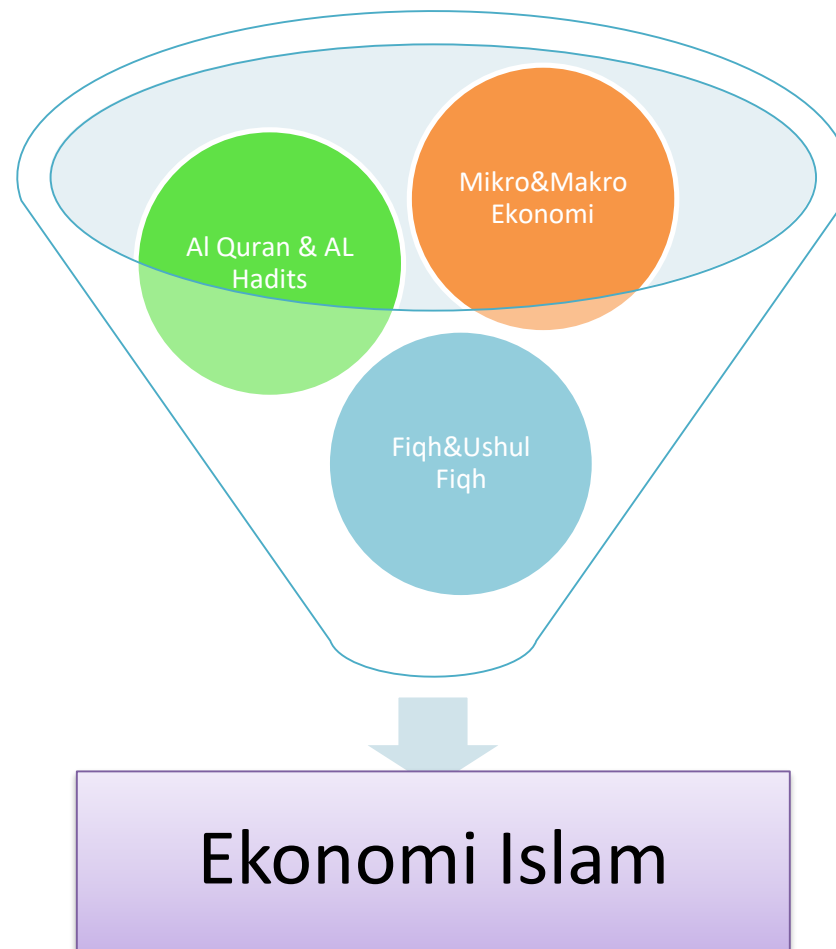 Mikro&Makro
Ekonomi
Al Quran & AL
Hadits
Fiqh&Ushul
Fiqh
Ekonomi Islam